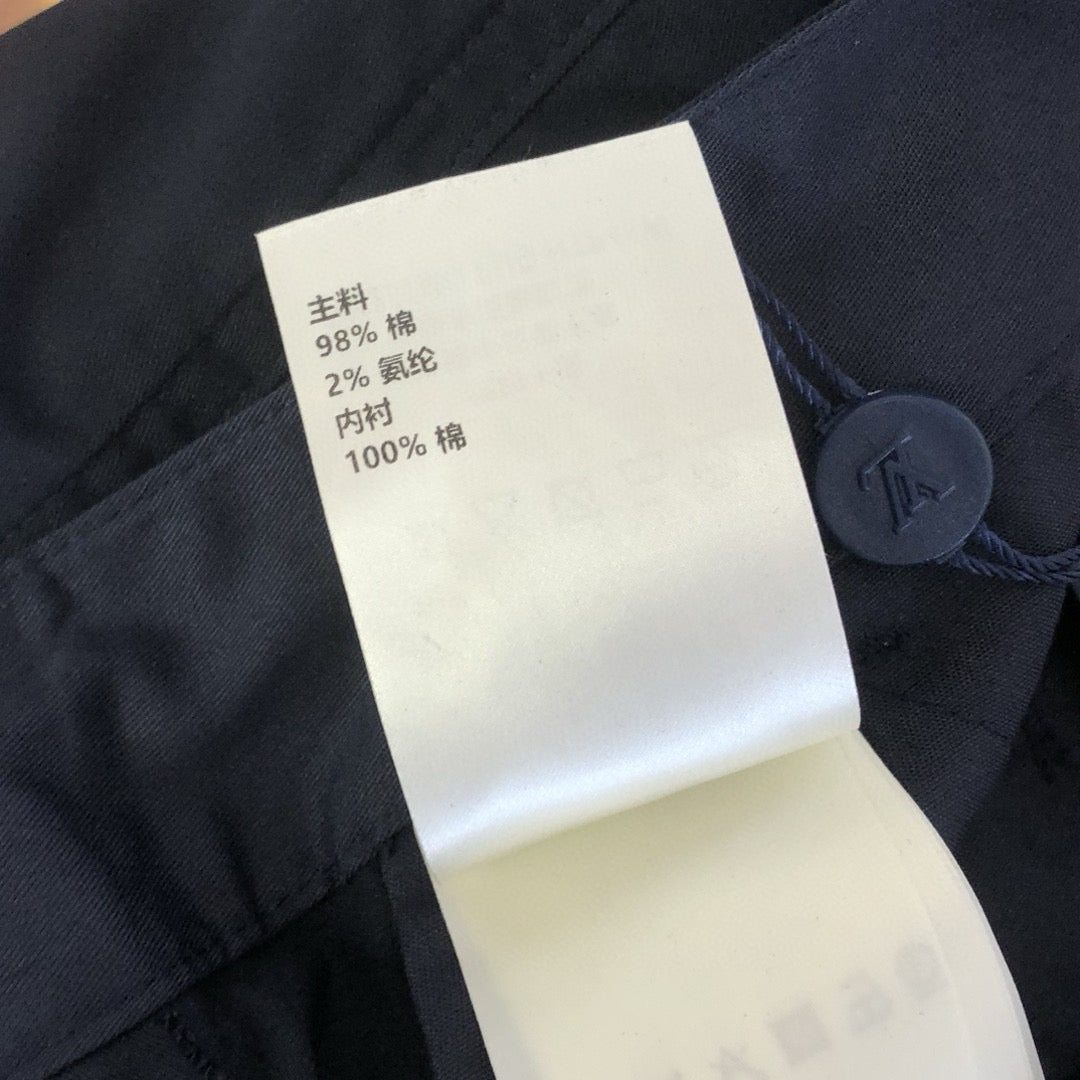 主料
98% 棉
2% 氨纶
内衬
100% 棉